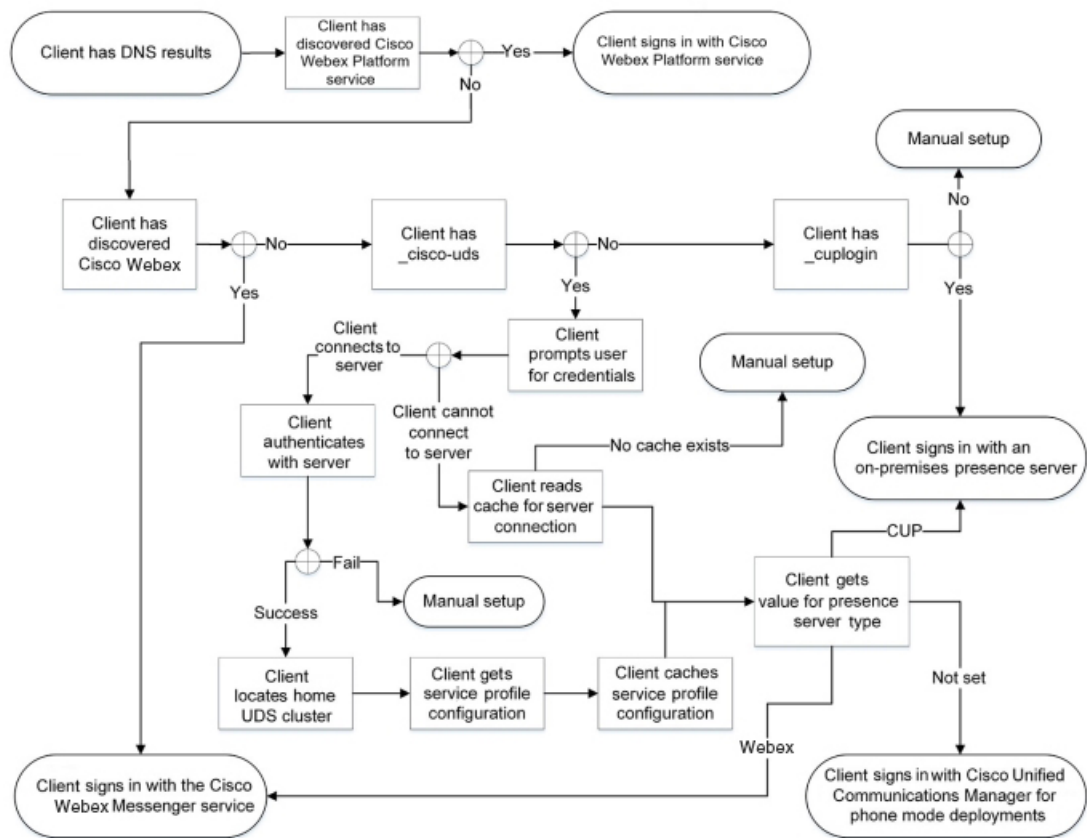 Client has DNS results
Client has
discovered Cisco
Webex Platform
service
Yes
Client signs in with Cisco
Webex Platform service
No
Manual setup
No
Client has
discovered
Cisco Webex
No
Client has
_cisco-uds
No
Client has
_cuplogin
Yes
Yes
Yes
Client
connects to
server
Client
prompts user
for credentials
Manual setup
Client
authenticates
with server
Client cannot
connect
to server
No cache exists
Client signs in with an
on-premises presence server
Client reads
cache for server
connection
CUP
Fail
Manual setup
Client gets
value for presence
server type
Success
Client
locates home
UDS cluster
Client gets
service profile
configuration
Client caches
service profile
configuration
Not set
Webex
Client signs in with the Cisco
Webex Messenger service
Client signs in with Cisco Unified
Communications Manager for
phone mode deployments